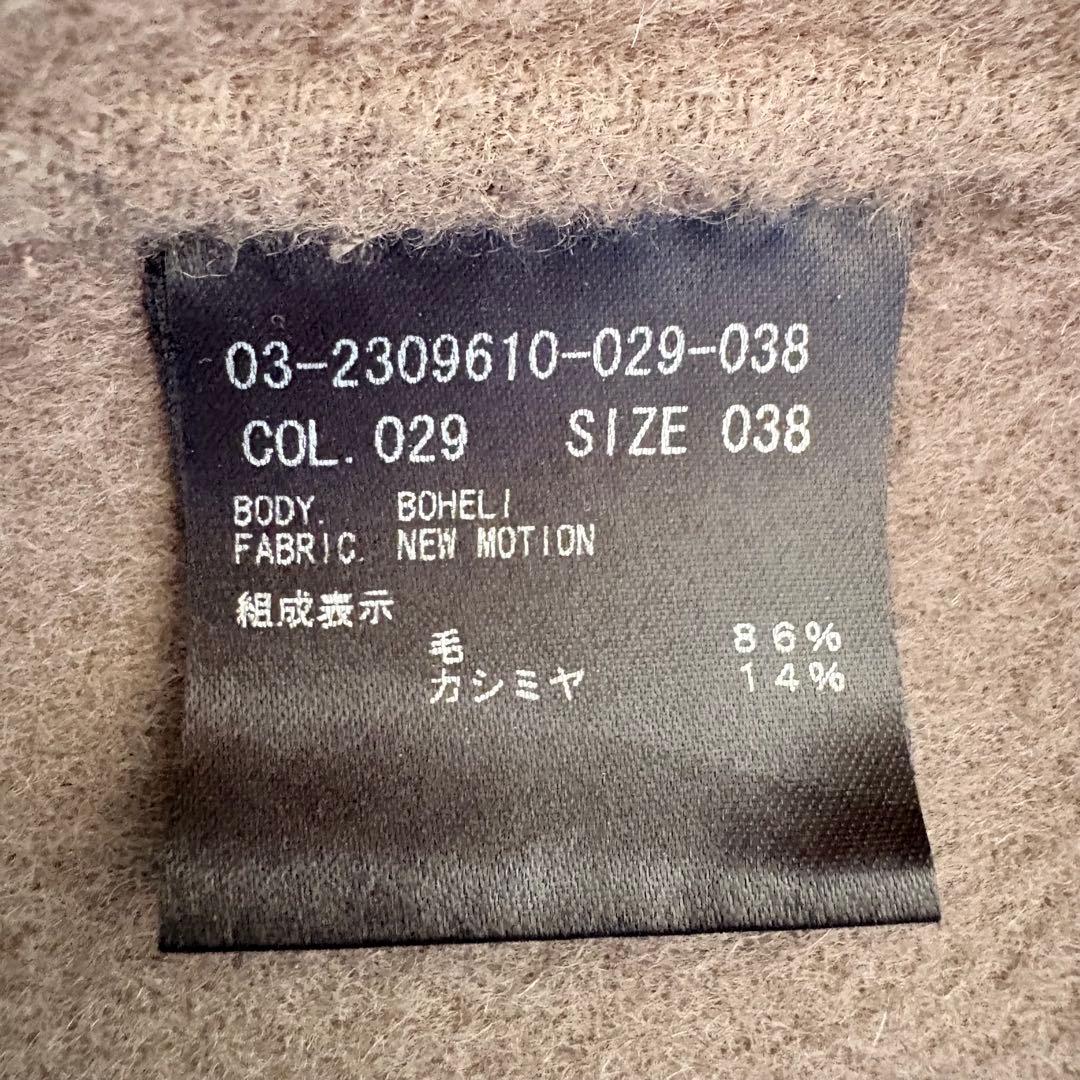 03-2309610-029-038
COL. 029 SIZE 038
BODY. BOHELI
FABRIC. NEW MOTION
組成表示
毛 86%
カシミヤ 14%